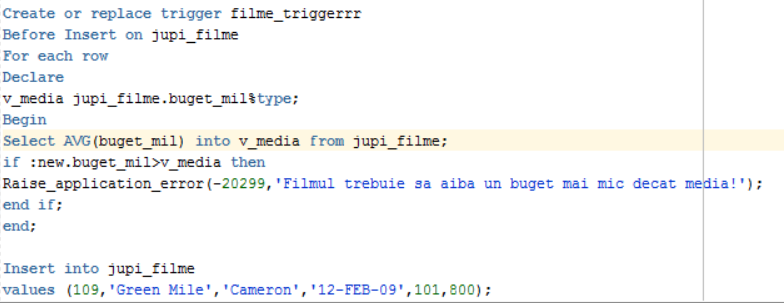 Create or replace trigger filme_triggerrr
Before Insert on jupi_filme
For each row
Declare
v_media jupi_filme.buget_mil%type;
Begin
Select AVG(buget_mil) into v_media from jupi_filme;
if :new.buget_mil>v_media then
Raise_application_error(-20299,'Filmul trebuie sa aiba un buget mai mic decat media!');
end if;
end;
Insert into jupi_filme
values (109,'Green Mile','Cameron','12-FEB-09',101,800);